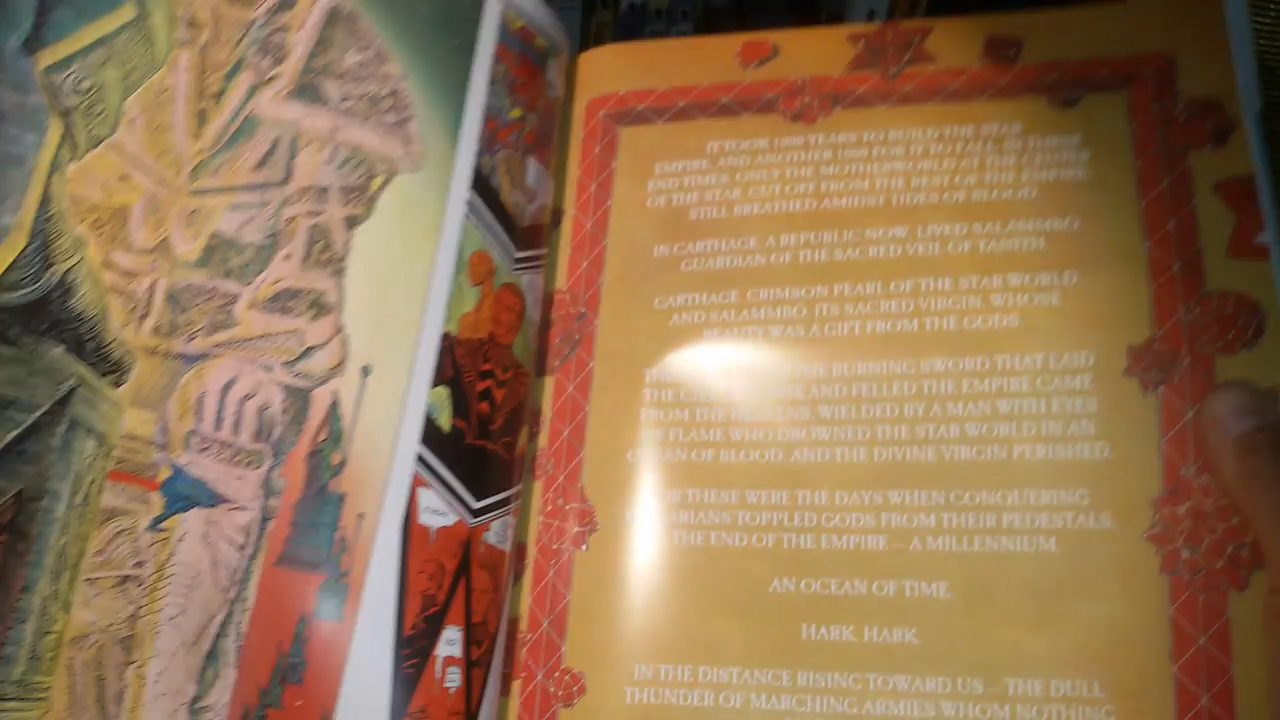 IT TOOK 1000 YEARS TO BUILD THE STAR
EMPIRE, AND ANOTHER 1000 FOR IT TO FALL. IN THESE
END TIMES, ONLY THE MOTHERWORLD AT THE CENTER
OF THE STAR, CUT OFF FROM THE REST OF THE EMPIRE,
STILL BREATHED AMIDST TIDES OF BLOOD.
IN CARTHAGE, A REPUBLIC NOW, LIVED SALAMMBÔ,
GUARDIAN OF THE SACRED VEIL OF TANITH.
CARTHAGE, CRIMSON PEARL OF THE STAR WORLD,
AND SALAMMBÔ, ITS SACRED VIRGIN, WHOSE
BEAUTY WAS A GIFT FROM THE GODS.
THE BURNING SWORD THAT LAID
THE AND FELLED THE EMPIRE CAME
FROM THE HEAVENS, WIELDED BY A MAN WITH EYES
OF FLAME WHO DROWNED THE STAR WORLD IN AN
OCEAN OF BLOOD, AND THE DIVINE VIRGIN PERISHED.
THESE WERE THE DAYS WHEN CONQUERING
BARBARIANS TOPPLED GODS FROM THEIR PEDESTALS.
THE END OF THE EMPIRE – A MILLENNIUM.
AN OCEAN OF TIME.
HARK, HARK.
IN THE DISTANCE RISING TOWARD US – THE DULL
THUNDER OF MARCHING ARMIES WHOM NOTHING